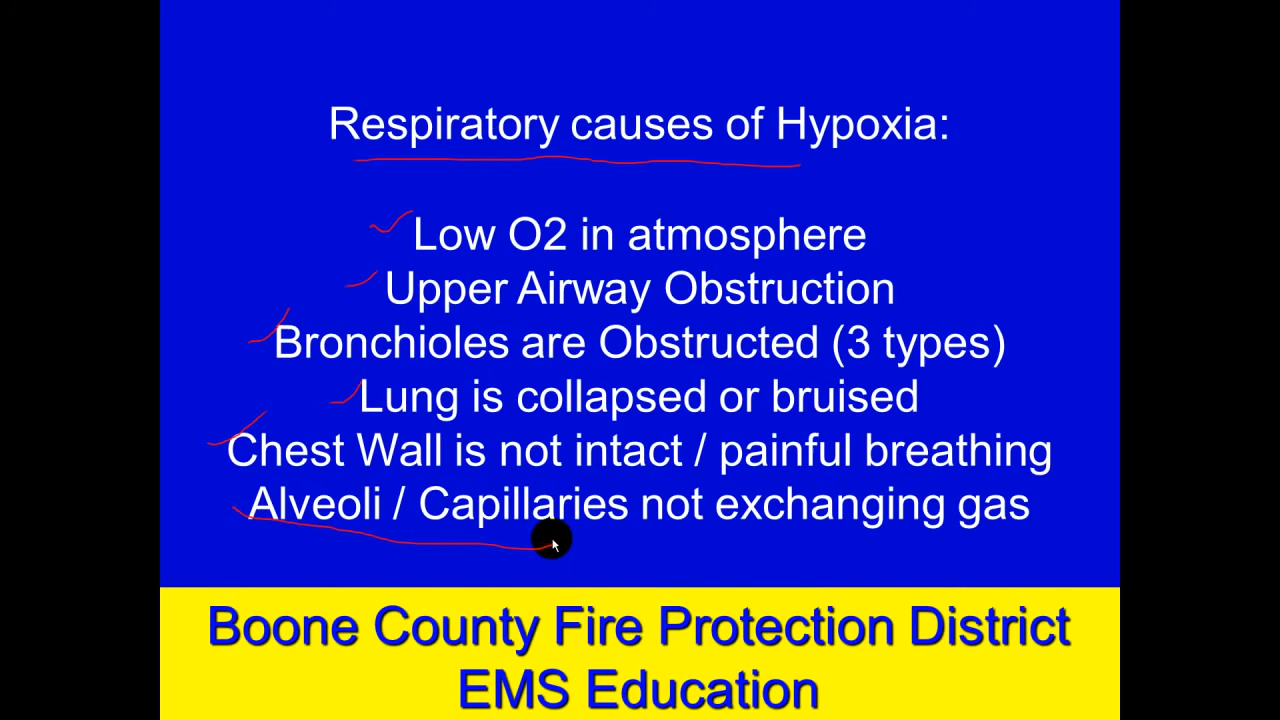 Respiratory causes of Hypoxia:
Low O2 in atmosphere
Upper Airway Obstruction
Bronchioles are Obstructed (3 types)
Lung is collapsed or bruised
Chest Wall is not intact / painful breathing
Alveoli / Capillaries not exchanging gas
Boone County Fire Protection District
EMS Education